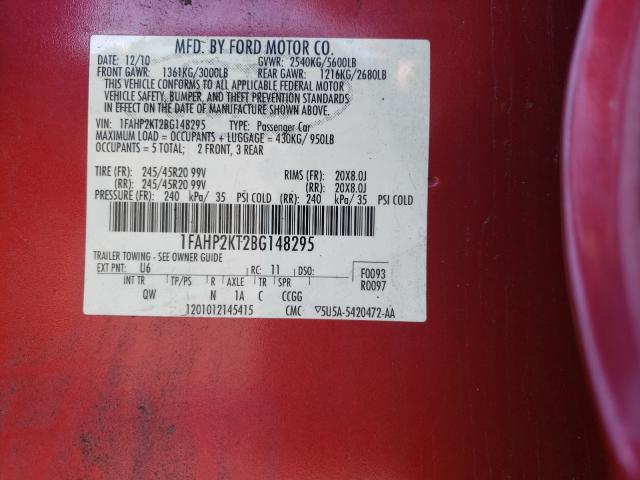 MFD. BY FORD MOTOR CO.
DATE: 12/10 GVWR: 2540KG/5600LB
FRONT GAWR: 1361KG/3000LB REAR GAWR: 1216KG/2680LB
THIS VEHICLE CONFORMS TO ALL APPLICABLE FEDERAL MOTOR
VEHICLE SAFETY, BUMPER, AND THEFT PREVENTION STANDARDS
IN EFFECT ON THE DATE OF MANUFACTURE SHOWN ABOVE.
VIN: 1FAHP2KT2BG148295 TYPE: Passenger Car
MAXIMUM LOAD = OCCUPANTS + LUGGAGE = 430KG/950LB
OCCUPANTS = 5 TOTAL; 2 FRONT, 3 REAR
TIRE (FR): 245/45R20 99V RIMS (FR): 20X8.0J
(RR): 245/45R20 99V (RR): 20X8.0J
PRESSURE (FR): 240 kPa/ 35 PSI COLD (RR): 240 kPa/ 35 PSI COLD
1FAHP2KT2BG148295
TRAILER TOWING - SEE OWNER GUIDE
EXT PNT: U6 RC: 11 DSO: F0093
INT TR TP/PS R AXLE TR SPR R0097
QW N 1A C CCGG
1201012145415 CMC ▽5U5A-5420472-AA